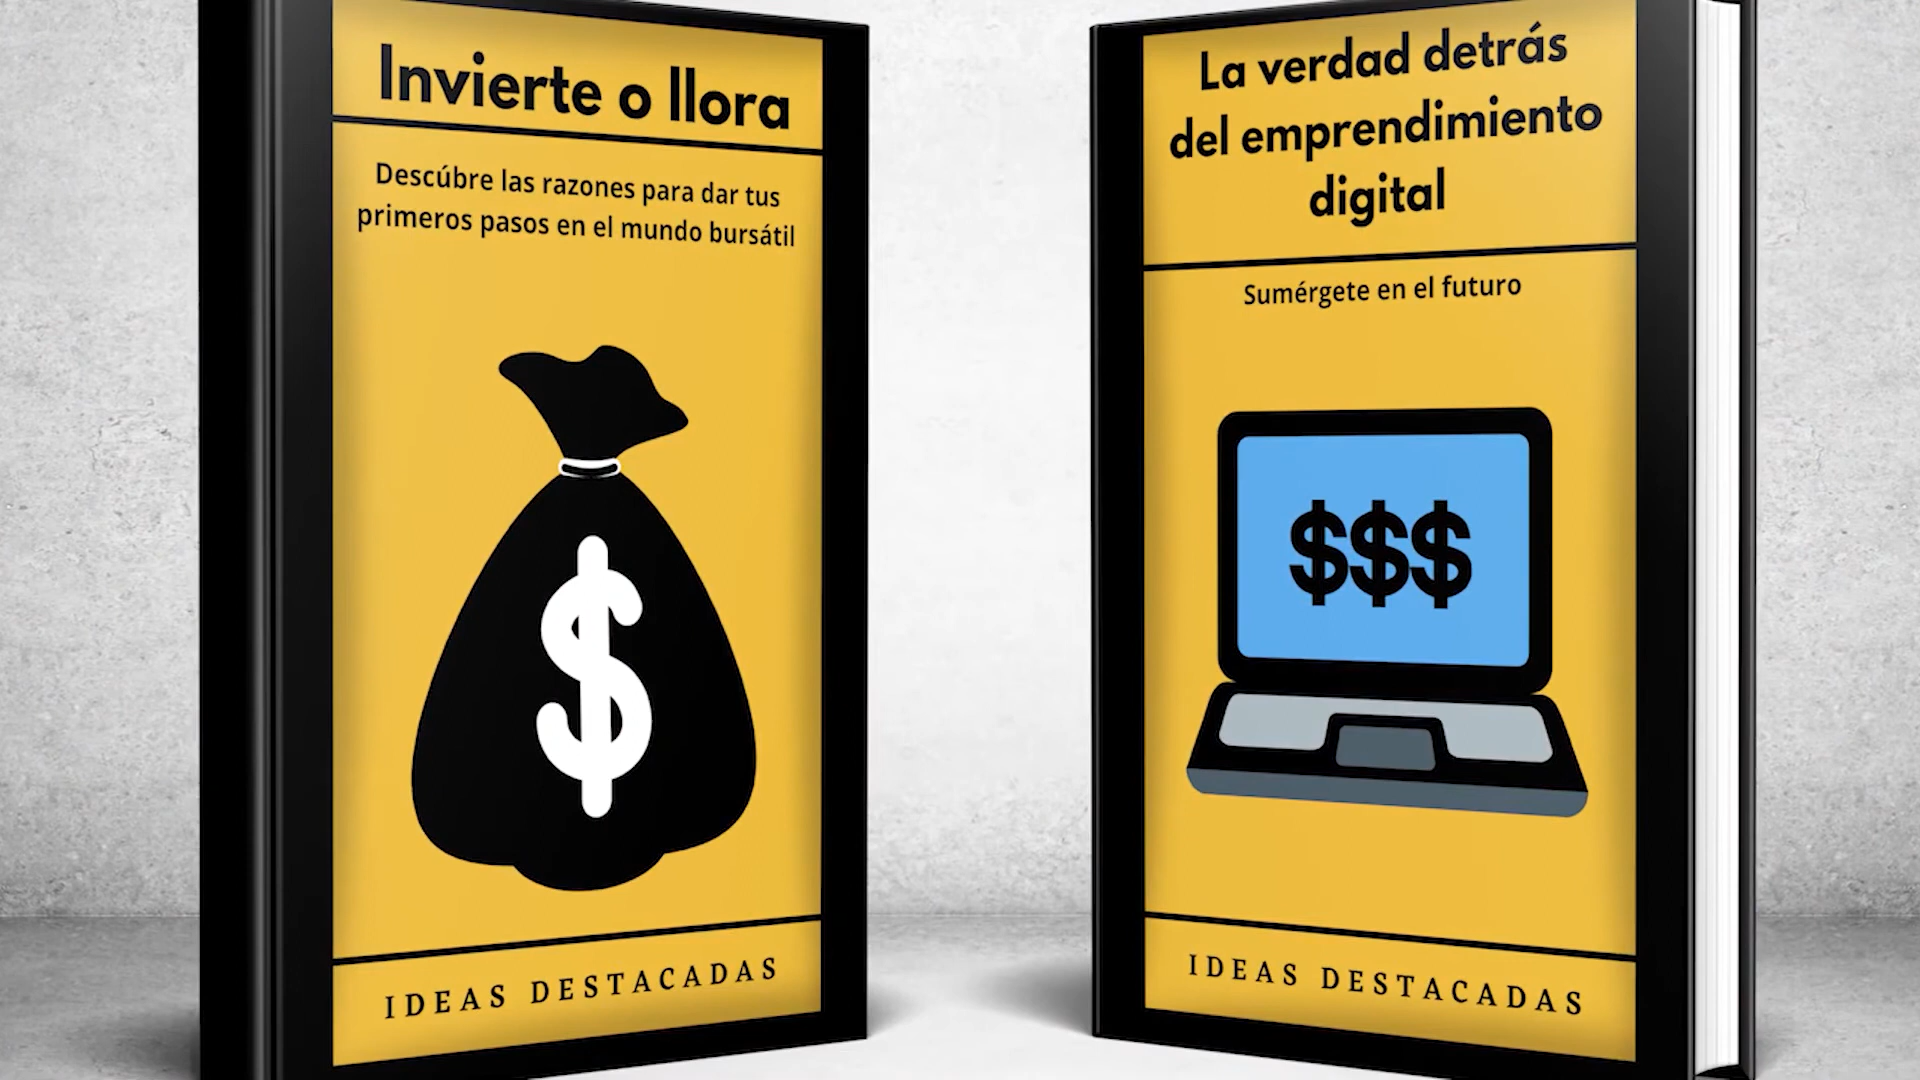 Invierte o llora
Descúbre las razones para dar tus
primeros pasos en el mundo bursátil
$
IDEAS DESTACADAS
La verdad detrás
del emprendimiento
digital
Sumérgete en el futuro
$$$
IDEAS DESTACADAS